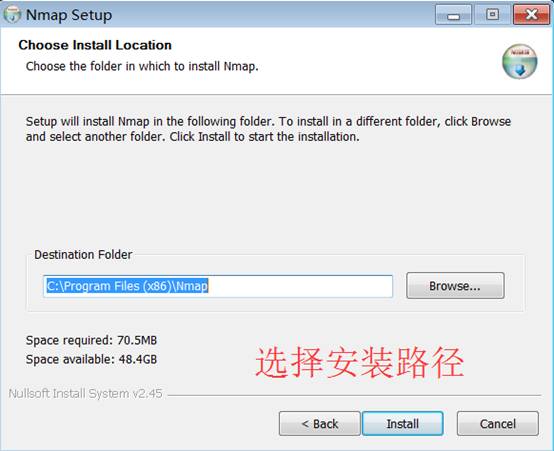 Nmap Setup
Choose Install Location
Choose the folder in which to install Nmap.
Setup will install Nmap in the following folder. To install in a different folder, click Browse
and select another folder. Click Install to start the installation.
Destination Folder
C:\Program Files (x86)\Nmap
Browse...
Space required: 70.5MB
Space available: 48.4GB
选择安装路径
Nullsoft Install System v2.45
< Back
Install
Cancel